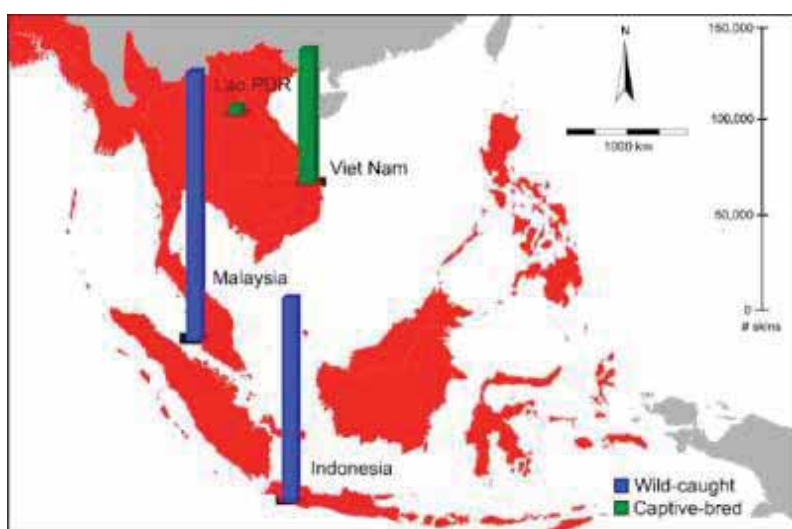 N
150,000
Lao PDR
100,000
1000 km
Viet Nam
50,000
Malaysia
0
# skins
Indonesia
Wild-caught
Captive-bred